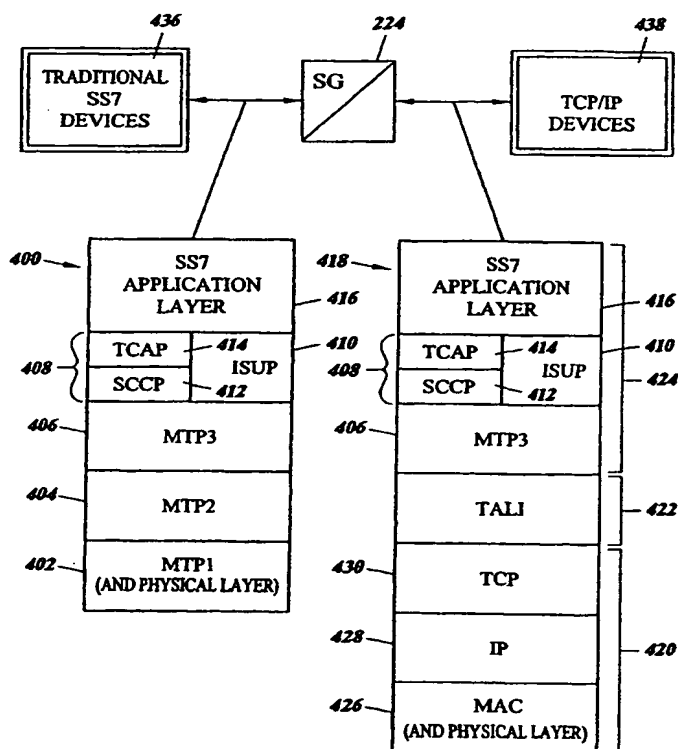 436
224
438
TRADITIONAL
SS7
DEVICES
SG
TCP/IP
DEVICES
400
SS7
APPLICATION
LAYER
416
408
TCAP
414
410
ISUP
SCCP
412
406
MTP3
404
MTP2
402
MTP1
(AND PHYSICAL LAYER)
418
SS7
APPLICATION
LAYER
416
408
TCAP
414
410
ISUP
SCCP
412
424
406
MTP3
TALI
422
430
TCP
428
IP
420
426
MAC
(AND PHYSICAL LAYER)